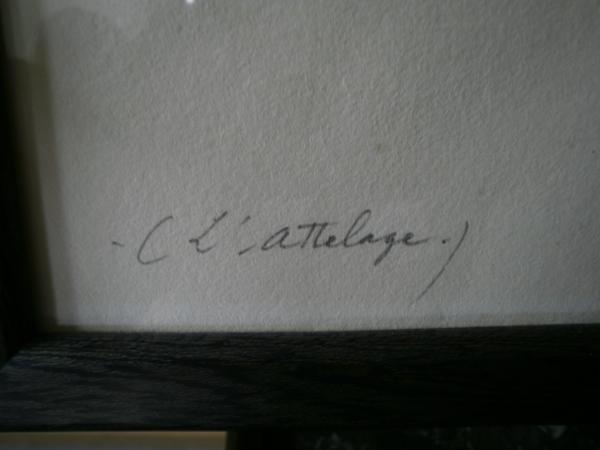 - ( L'attelage. )